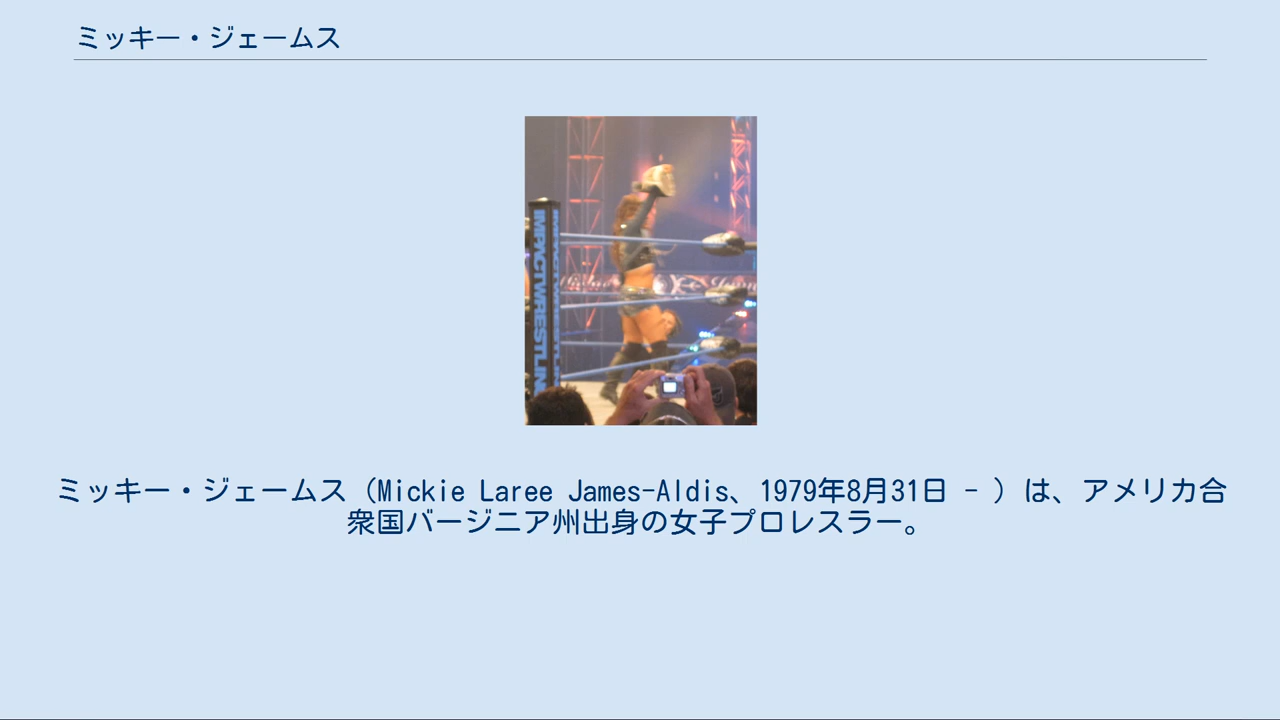 ミッキー・ジェームス
IMPACTWRESTLIN
ミッキー・ジェームス（Mickie Laree James-Aldis、1979年8月31日 - ）は、アメリカ合
衆国バージニア州出身の女子プロレスラー。